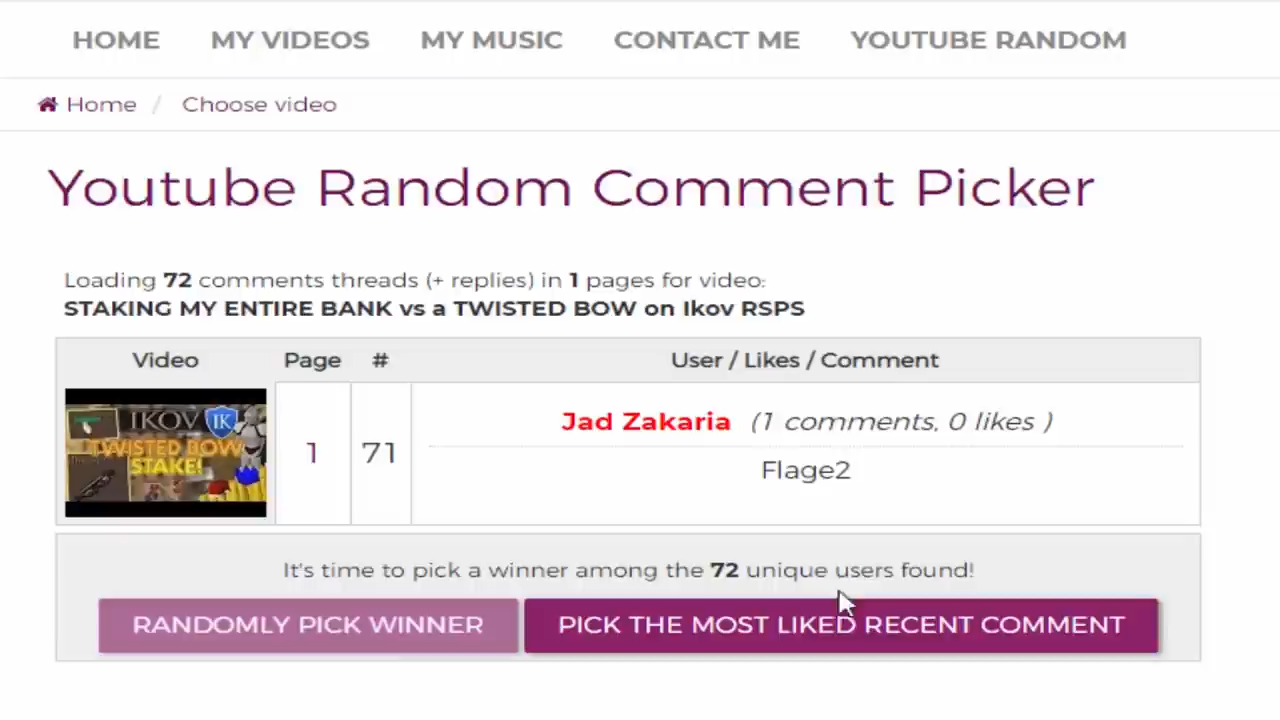 HOME MY VIDEOS MY MUSIC CONTACT ME YOUTUBE RANDOM
Home / Choose video
Youtube Random Comment Picker
Loading 72 comments threads (+ replies) in 1 pages for video:
STAKING MY ENTIRE BANK vs a TWISTED BOW on Ikov RSPS
Video Page # User / Likes / Comment
IKOV IK
TWISTED BOW
STAKE!
1 71
Jad Zakaria (1 comments, 0 likes )
Flage2
It's time to pick a winner among the 72 unique users found!
RANDOMLY PICK WINNER PICK THE MOST LIKED RECENT COMMENT